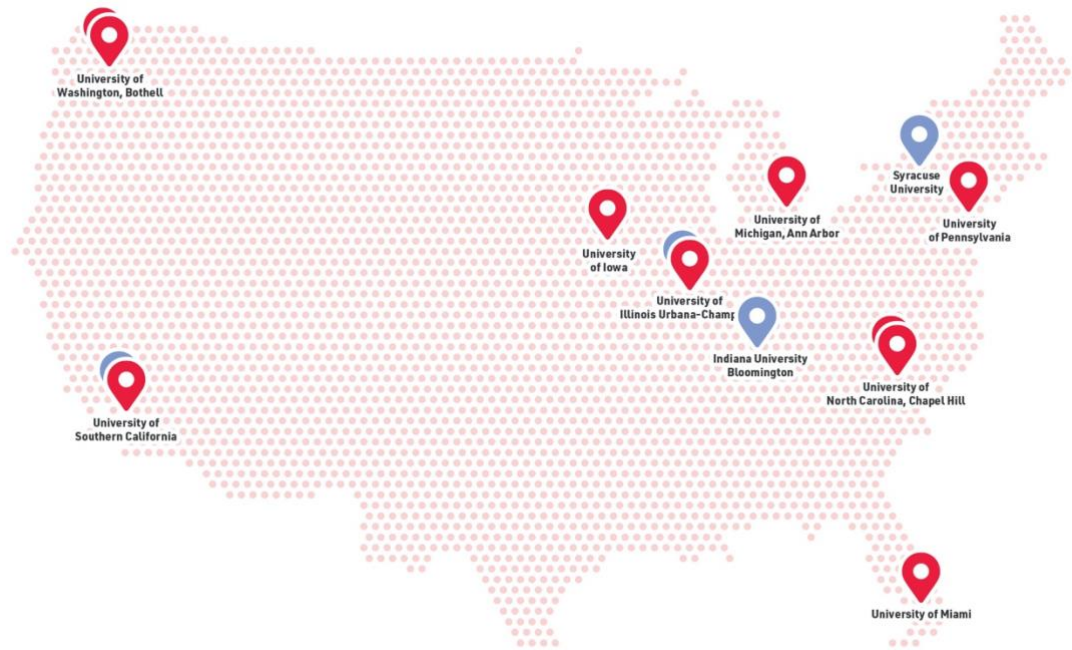 University of
Washington, Bothell
Syracuse
University
University of
Michigan, Ann Arbor
University
of Pennsylvania
University
of Iowa
University of
Illinois Urbana-Champ
Indiana University
Bloomington
University of
North Carolina, Chapel Hill
University of
Southern California
University of Miami